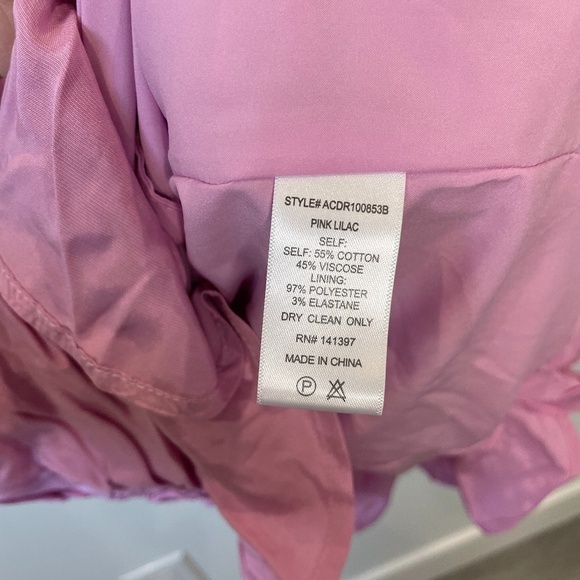 STYLE# ACDR100853B
PINK LILAC
SELF:
SELF: 55% COTTON
45% VISCOSE
LINING:
97% POLYESTER
3% ELASTANE
DRY CLEAN ONLY
RN# 141397
MADE IN CHINA
P